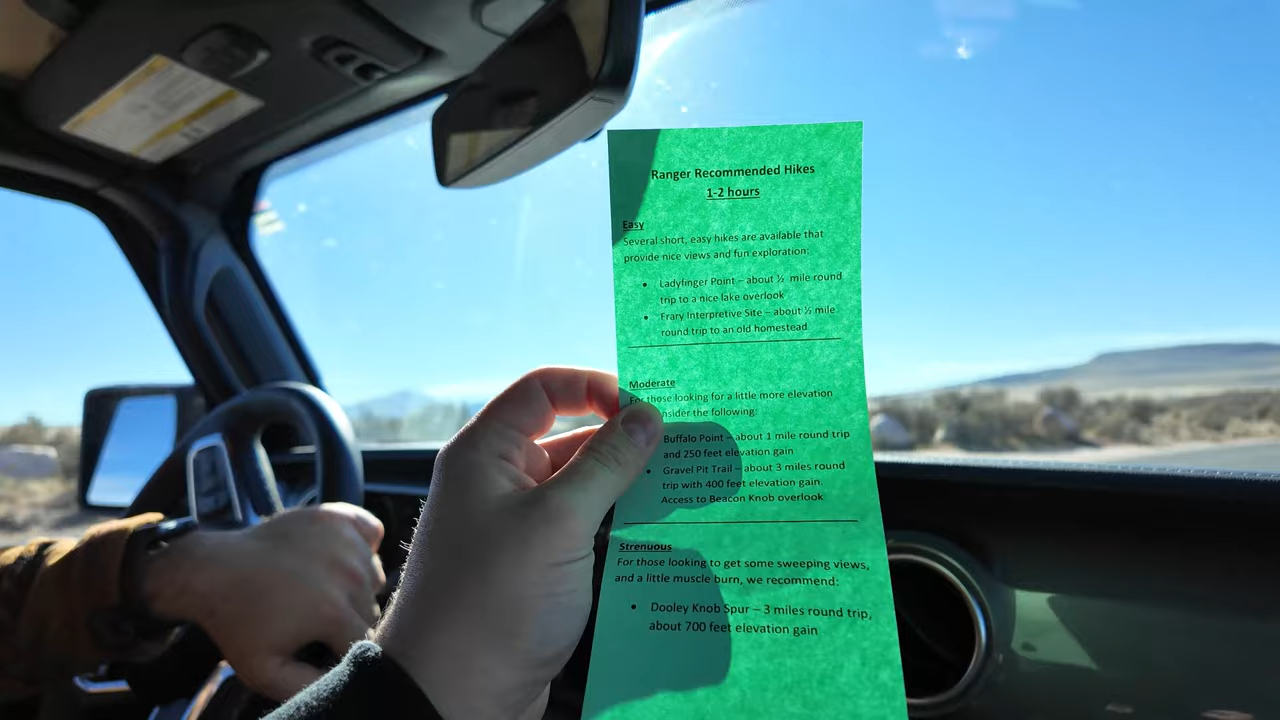 Ranger Recommended Hikes
1-2 hours
Easy
Several short, easy hikes are available that
provide nice views and fun exploration:
• Ladyfinger Point – about ½ mile round
trip to a nice lake overlook
• Frary Interpretive Site – about ½ mile
round trip to an old homestead
Moderate
For those looking for a little more elevation
nsider the following:
Buffalo Point – about 1 mile round trip
and 250 feet elevation gain
• Gravel Pit Trail – about 3 miles round
trip with 400 feet elevation gain.
Access to Beacon Knob overlook
Strenuous
For those looking to get some sweeping views,
and a little muscle burn, we recommend:
• Dooley Knob Spur – 3 miles round trip,
about 700 feet elevation gain